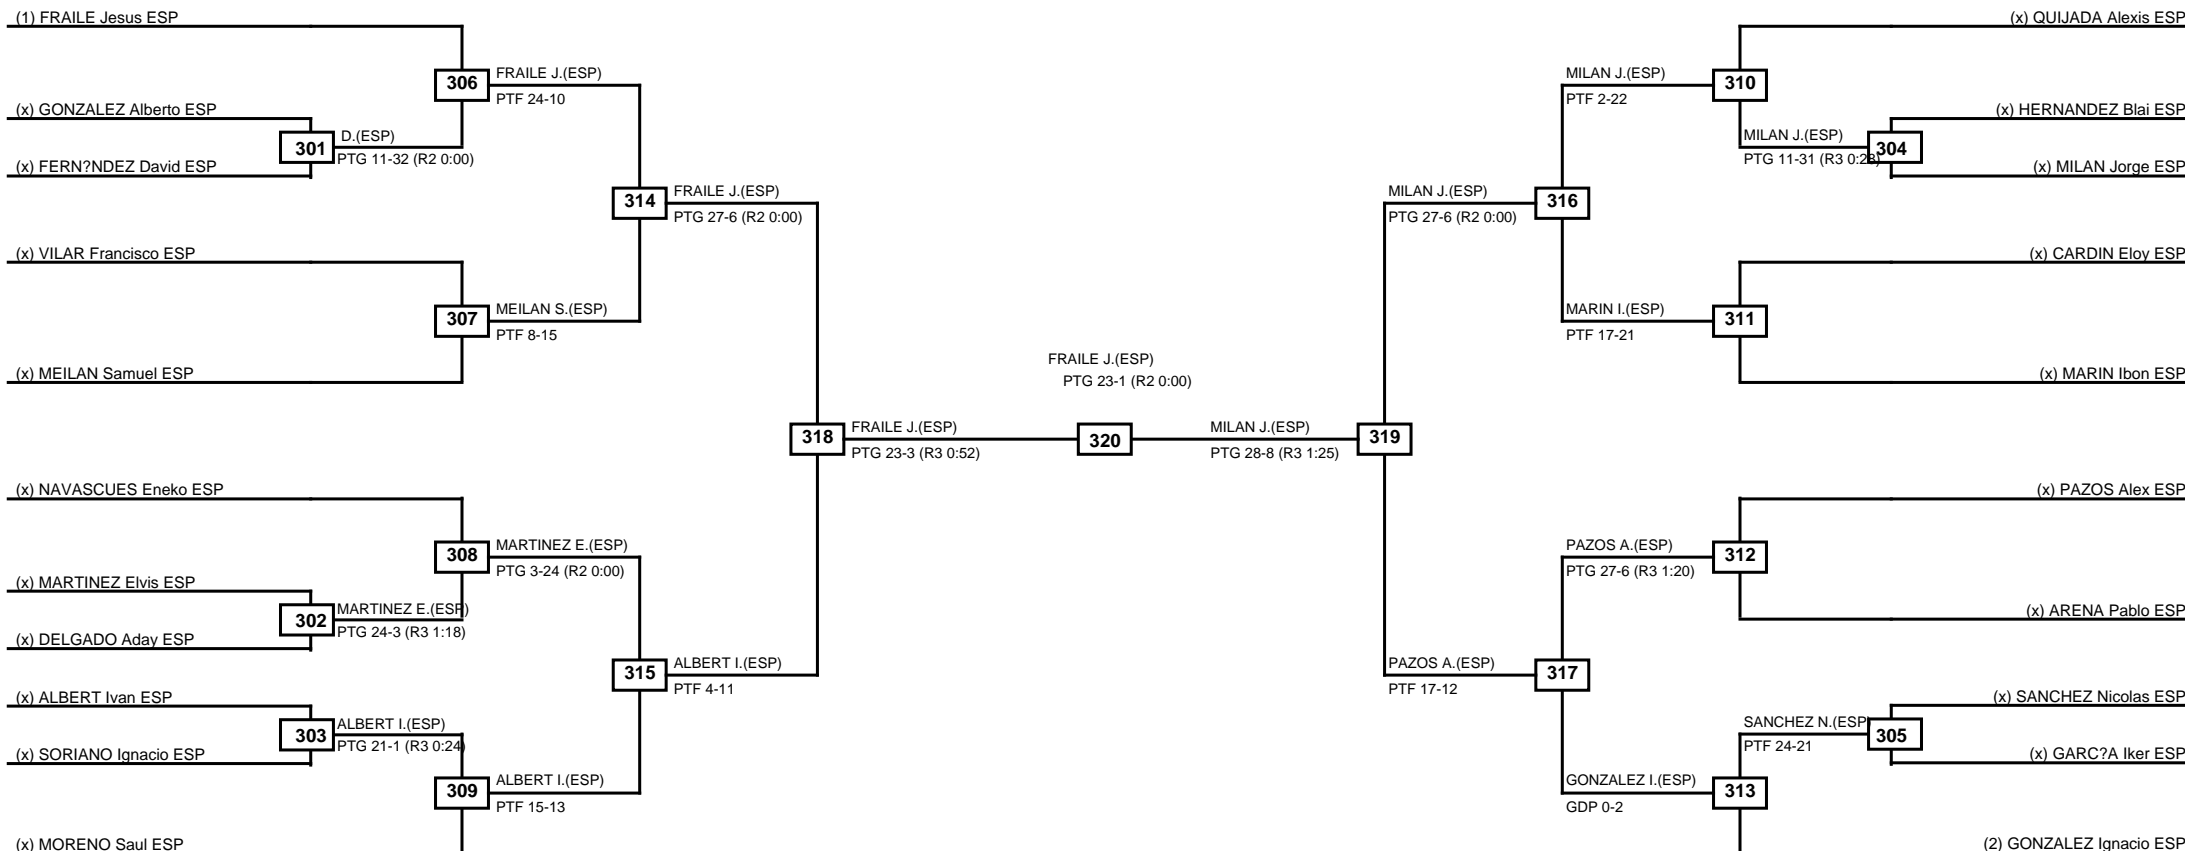 (1) FRAILE Jesus ESP
(x) QUIJADA Alexis ESP
306
FRAILE J.(ESP)
PTF 24-10
MILAN J.(ESP)
PTF 2-22
310
(x) GONZALEZ Alberto ESP
(x) HERNANDEZ Blai ESP
301
D.(ESP)
PTG 11-32 (R2 0:00)
MILAN J.(ESP)
PTG 11-31 (R3 0:28)
304
(x) FERN?NDEZ David ESP
(x) MILAN Jorge ESP
314
FRAILE J.(ESP)
PTG 27-6 (R2 0:00)
MILAN J.(ESP)
PTG 27-6 (R2 0:00)
316
(x) VILAR Francisco ESP
(x) CARDIN Eloy ESP
307
MEILAN S.(ESP)
PTF 8-15
MARIN I.(ESP)
PTF 17-21
311
(x) MEILAN Samuel ESP
(x) MARIN Ibon ESP
FRAILE J.(ESP)
PTG 23-1 (R2 0:00)
318
FRAILE J.(ESP)
PTG 23-3 (R3 0:52)
320
MILAN J.(ESP)
PTG 28-8 (R3 1:25)
319
(x) NAVASCUES Eneko ESP
(x) PAZOS Alex ESP
308
MARTINEZ E.(ESP)
PTG 3-24 (R2 0:00)
PAZOS A.(ESP)
PTG 27-6 (R3 1:20)
312
(x) MARTINEZ Elvis ESP
(x) ARENA Pablo ESP
302
MARTINEZ E.(ESP)
PTG 24-3 (R3 1:18)
(x) DELGADO Aday ESP
315
ALBERT I.(ESP)
PTF 4-11
PAZOS A.(ESP)
PTF 17-12
317
(x) ALBERT Ivan ESP
(x) SANCHEZ Nicolas ESP
303
ALBERT I.(ESP)
PTG 21-1 (R3 0:24)
SANCHEZ N.(ESP)
PTF 24-21
305
(x) SORIANO Ignacio ESP
(x) GARC?A Iker ESP
309
ALBERT I.(ESP)
PTF 15-13
GONZALEZ I.(ESP)
GDP 0-2
313
(x) MORENO Saul ESP
(2) GONZALEZ Ignacio ESP